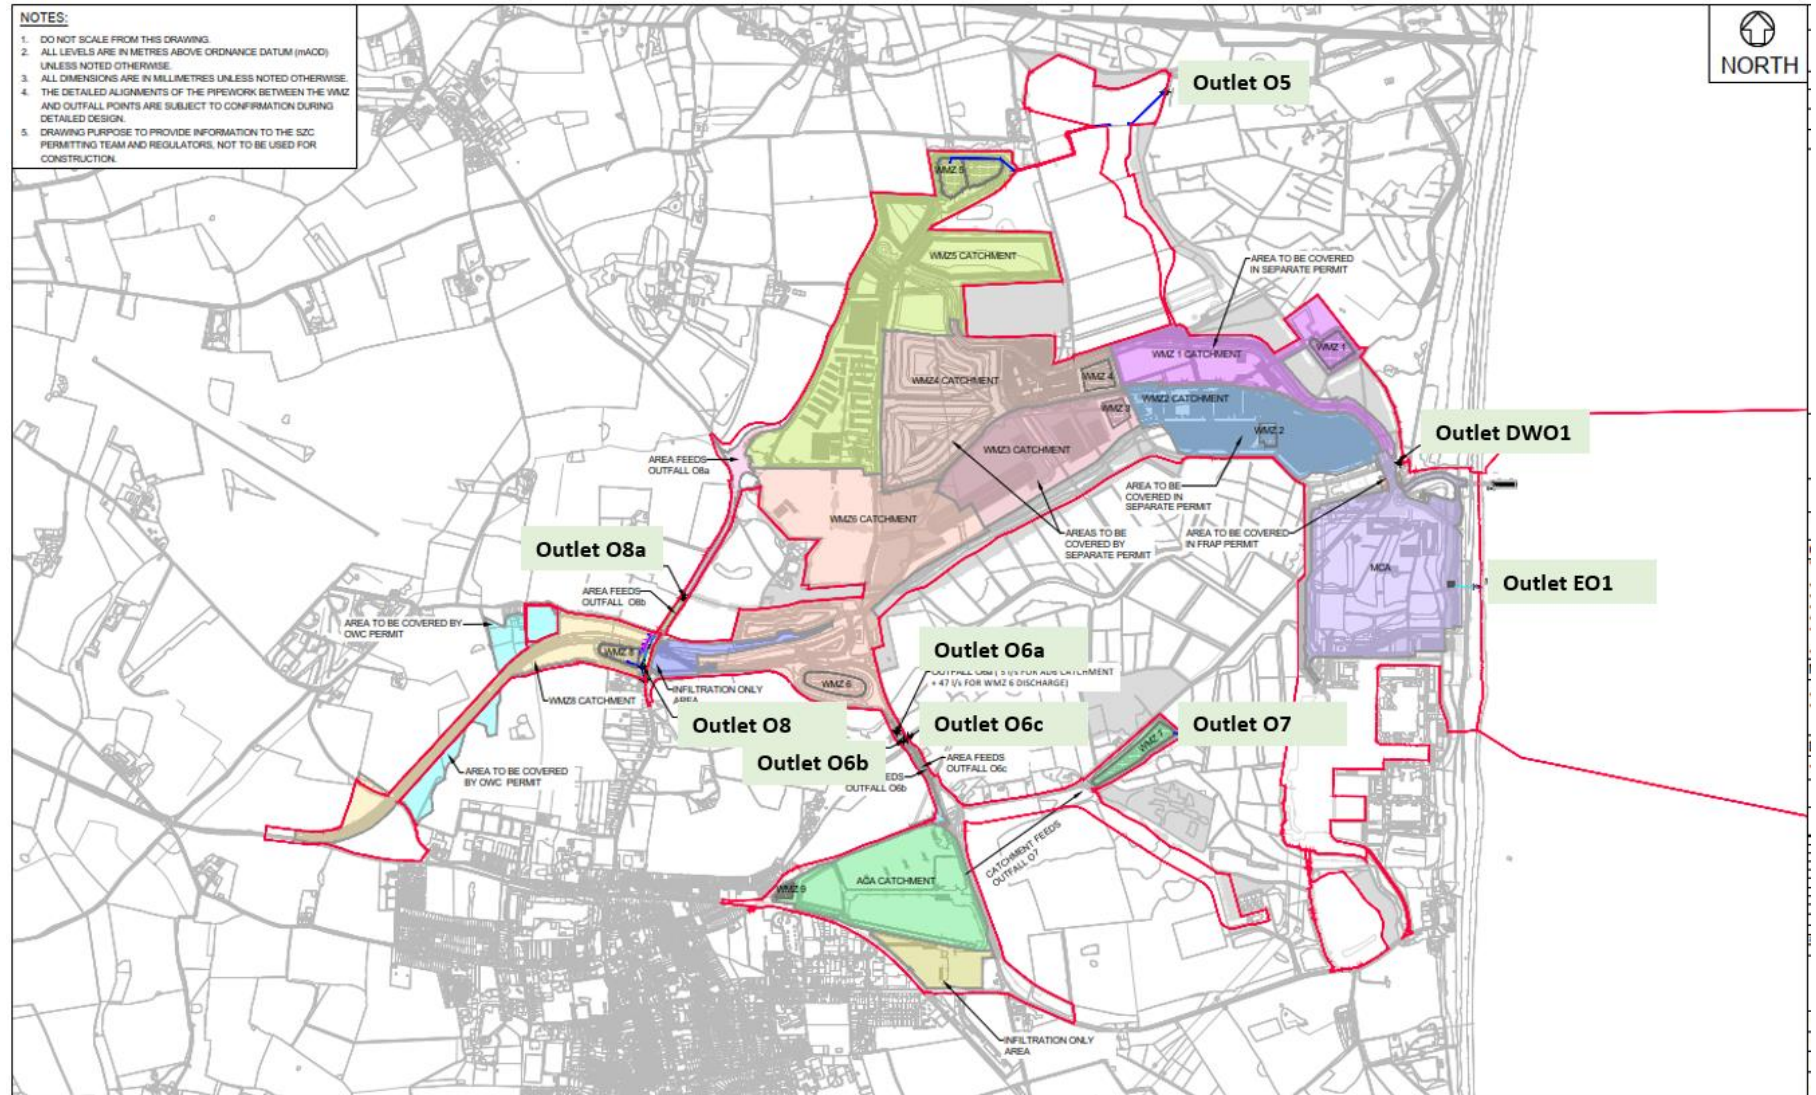 NOTES:
1. DO NOT SCALE FROM THIS DRAWING.
2. ALL LEVELS ARE IN METRES ABOVE ORDNANCE DATUM (mAOD)
UNLESS NOTED OTHERWISE.
3. ALL DIMENSIONS ARE IN MILLIMETRES UNLESS NOTED OTHERWISE.
4. THE DETAILED ALIGNMENTS OF THE PIPEWORK BETWEEN THE WMZ
AND OUTFALL POINTS ARE SUBJECT TO CONFIRMATION DURING
DETAILED DESIGN.
5. DRAWING PURPOSE TO PROVIDE INFORMATION TO THE SZC
PERMITTING TEAM AND REGULATORS, NOT TO BE USED FOR
CONSTRUCTION.
NORTH
Outlet O5
WMZ 5
WMZ5 CATCHMENT
AREA TO BE COVERED
IN SEPARATE PERMIT
WMZ 1
WMZ 1 CATCHMENT
WMZ 4
WMZ4 CATCHMENT
WMZ2 CATCHMENT
WMZ 3
WMZ 2
Outlet DWO1
WMZ3 CATCHMENT
AREA FEEDS
OUTFALL O8a
AREA TO BE
COVERED IN
SEPARATE PERMIT
WMZ6 CATCHMENT
AREAS TO BE
COVERED BY
SEPARATE PERMIT
AREA TO BE COVERED
IN FRAP PERMIT
Outlet O8a
MCA
Outlet EO1
AREA FEEDS
OUTFALL O8b
AREA TO BE COVERED BY
OWC PERMIT
WMZ 8
Outlet O6a
+ 47 l/s FOR WMZ 6 DISCHARGE)
WMZ 6
INFILTRATION ONLY
AREA
WMZ8 CATCHMENT
Outlet O8
Outlet O6c
Outlet O7
WMZ 7
Outlet O6b
AREA FEEDS
OUTFALL O6c
EDS
OUTFALL O6b
AREA TO BE COVERED
BY OWC PERMIT
CATCHMENT FEEDS
OUTFALL O7
WMZ 9
ACA CATCHMENT
INFILTRATION ONLY
AREA